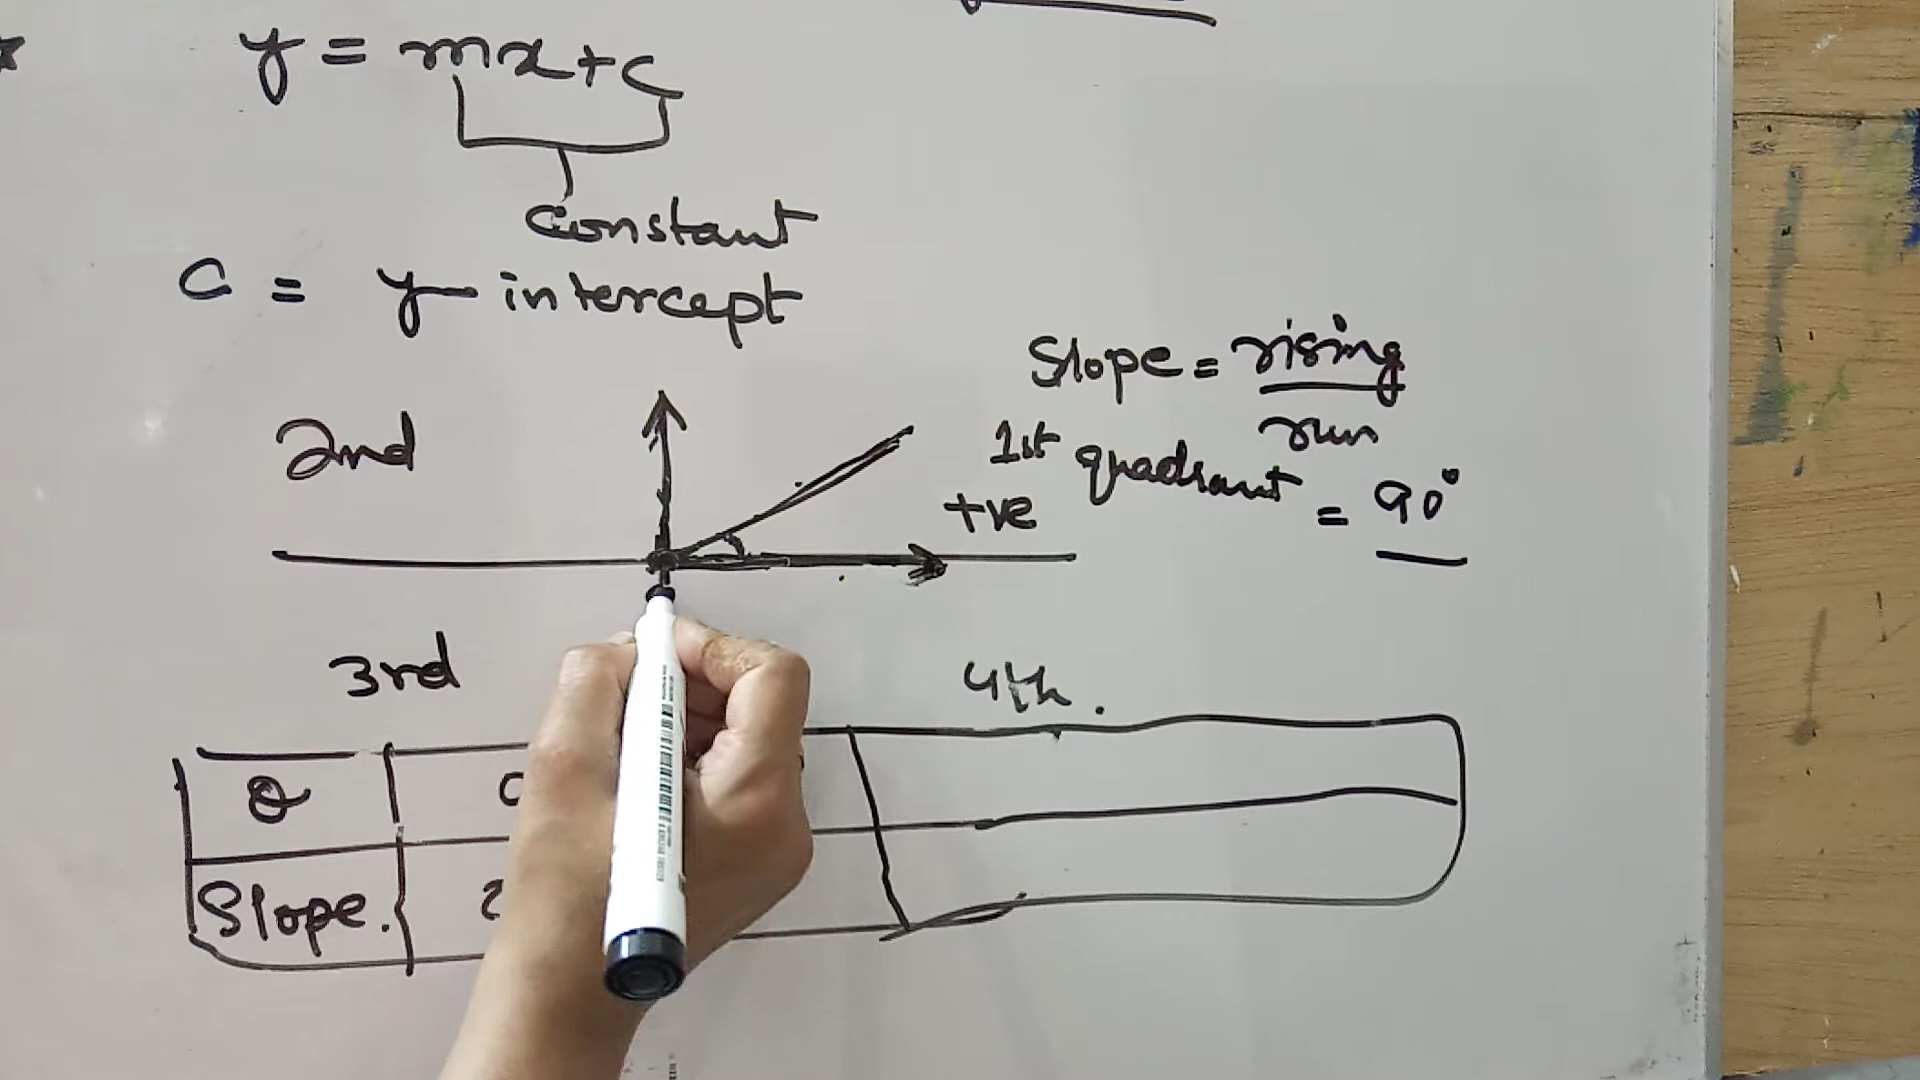 y = mx+c
constant
c = y-intercept
Slope = rising
run
2nd
1st quadrant = 90°
+ve
3rd
4th.
θ
Slope.